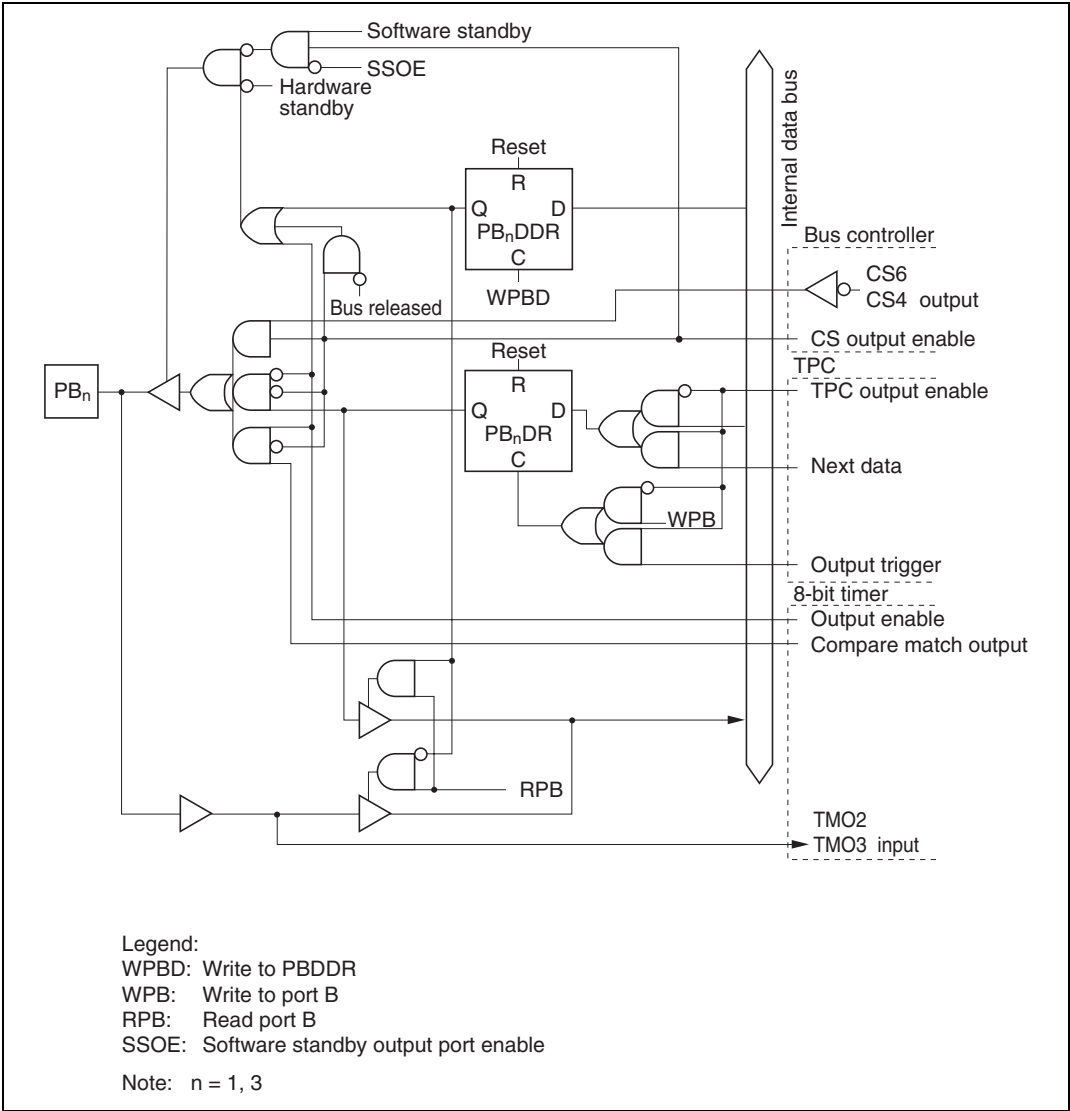 Software standby
SSOE
Hardware
standby
Internal data bus
Reset
R
Q D
PBnDDR
C
WPBD
Bus released
Bus controller
CS6
CS4 output
CS output enable
TPC
TPC output enable
Next data
Output trigger
Reset
R
Q D
PBnDR
C
WPB
PBn
8-bit timer
Output enable
Compare match output
RPB
TMO2
TMO3 input
Legend:
WPBD: Write to PBDDR
WPB: Write to port B
RPB: Read port B
SSOE: Software standby output port enable
Note: n = 1, 3